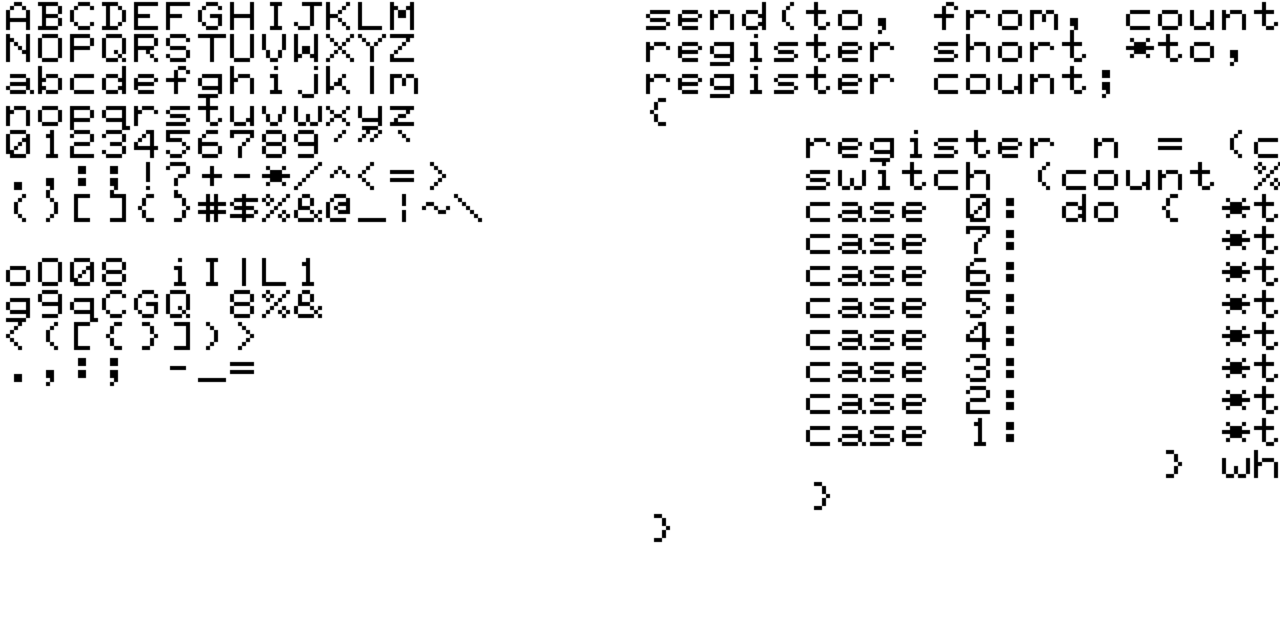 ABCDEFGHIJKLM
NOPQRSTUVWXYZ
abcdefghijklm
nopqrstuvwxyz
0123456789'"`
.,:;!?+-*/^<=>
(){}[]#$%&@_¦~\
oO08 iI|L1
g9qCGQ 8%&
<([{}])>
.,:; -_=
send(to, from, count
register short *to,
register count;
{
register n = (c
switch (count %
case 0: do { *t
case 7: *t
case 6: *t
case 5: *t
case 4: *t
case 3: *t
case 2: *t
case 1: *t
} wh
}
}